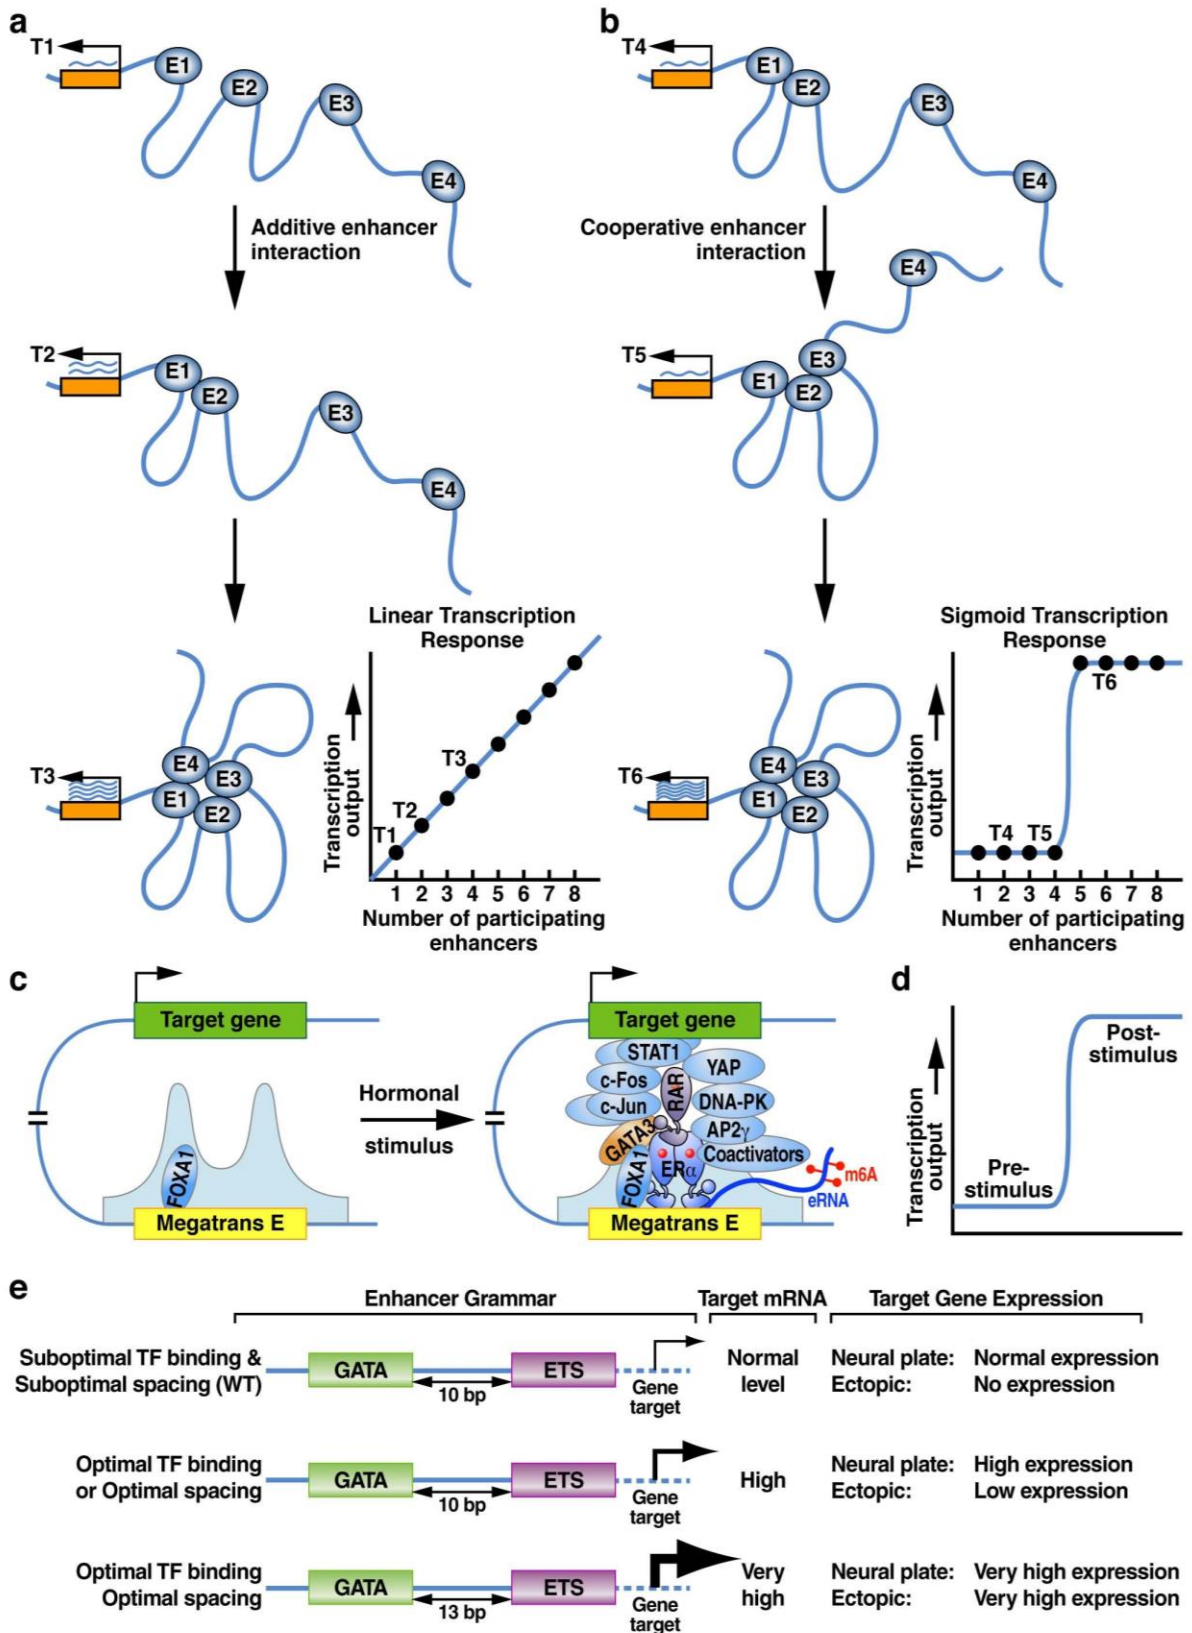 a
T1
E1
E2
E3
E4
Additive enhancer
interaction
T2
E1
E2
E3
E4
T3
E4
E3
E1
E2
Linear Transcription
Response
Transcription
output
T1
T2
T3
1 2 3 4 5 6 7 8
Number of participating
enhancers
b
T4
E1
E2
E3
E4
Cooperative enhancer
interaction
E4
T5
E3
E1
E2
T6
E4
E3
E1
E2
Sigmoid Transcription
Response
Transcription
output
T4 T5
T6
1 2 3 4 5 6 7 8
Number of participating
enhancers
c
Target gene
FOXA1
Megatrans E
Hormonal
stimulus
Target gene
STAT1
YAP
c-Fos
RAR
c-Jun
DNA-PK
GATA3
AP2γ
FOXA1
ERα
Coactivators
m6A
eRNA
Megatrans E
d
Transcription
output
Pre-
stimulus
Post-
stimulus
e
Enhancer Grammar Target mRNA Target Gene Expression
Suboptimal TF binding &
Suboptimal spacing (WT)
GATA
10 bp
ETS
Gene
target
Normal
level
Neural plate: Normal expression
Ectopic: No expression
Optimal TF binding
or Optimal spacing
GATA
10 bp
ETS
Gene
target
High
Neural plate: High expression
Ectopic: Low expression
Optimal TF binding
Optimal spacing
GATA
13 bp
ETS
Gene
target
Very
high
Neural plate: Very high expression
Ectopic: Very high expression